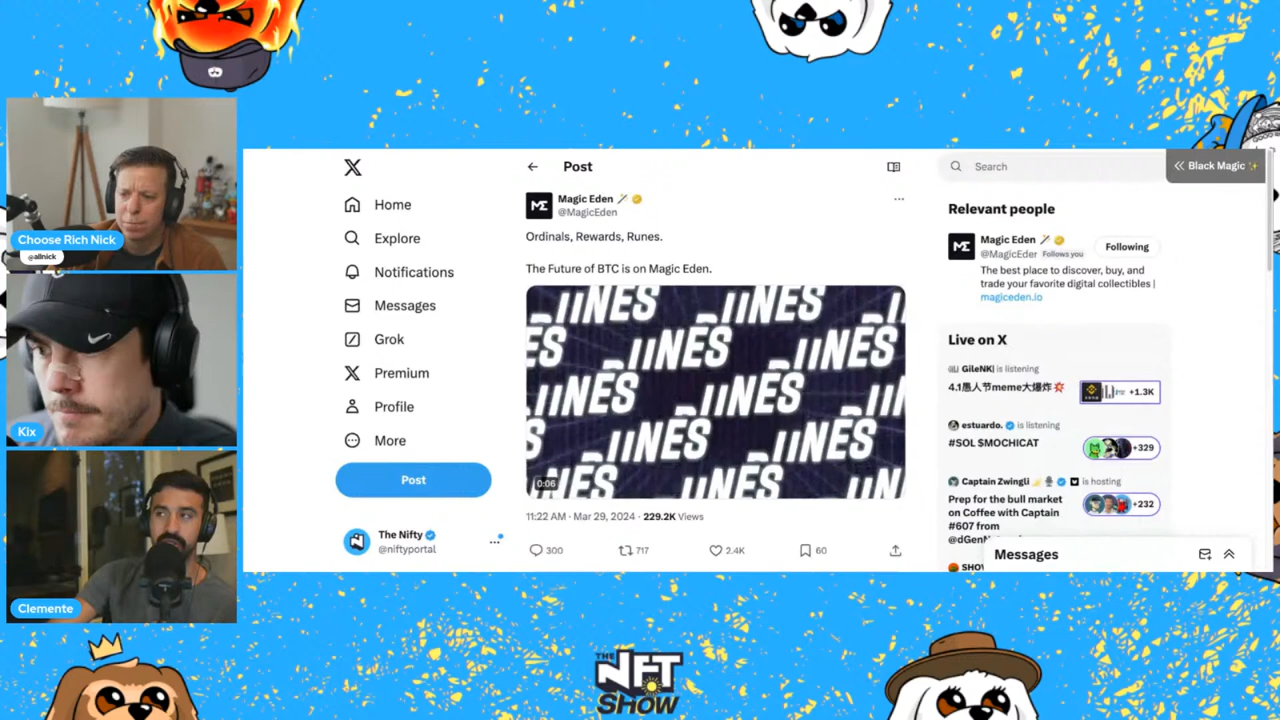 Choose Rich Nick
@allnick
Kix
Clemente
X
Home
Explore
Notifications
Messages
Grok
Premium
Profile
More
Post
The Nifty
@niftyportal
Post
Magic Eden
@MagicEden
Ordinals, Rewards, Runes.
The Future of BTC is on Magic Eden.
0:06
11:22 AM · Mar 29, 2024 · 229.2K Views
300
717
2.4K
60
Search
Black Magic
Relevant people
Magic Eden
@MagicEder Follows you
Following
The best place to discover, buy, and
trade your favorite digital collectibles |
magiceden.io
Live on X
GileNK| is listening
4.1愚人节meme大爆炸
+1.3K
estuardo. is listening
#SOL $MOCHICAT
+329
Captain Zwingli is hosting
Prep for the bull market
on Coffee with Captain
#607 from
+232
Messages
THE
NFT
SHOW